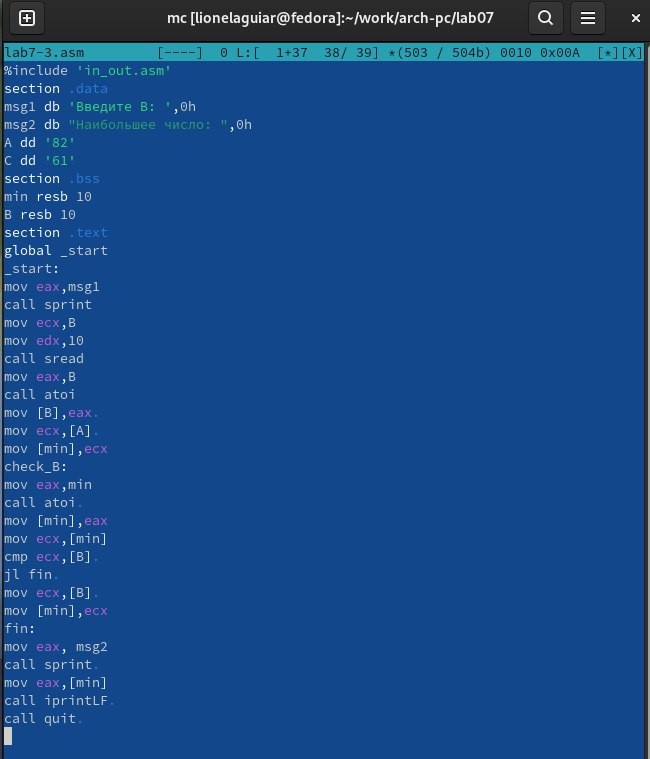 mc [lionelaguiar@fedora]:~/work/arch-pc/lab07
lab7-3.asm [----] 0 L:[ 1+37 38/ 39] *(503 / 504b) 0010 0x00A [*][X]
%include 'in_out.asm'
section .data
msg1 db 'Введите B: ',0h
msg2 db "Наибольшее число: ",0h
A dd '82'
C dd '61'
section .bss
min resb 10
B resb 10
section .text
global _start
_start:
mov eax,msg1
call sprint
mov ecx,B
mov edx,10
call sread
mov eax,B
call atoi
mov [B],eax.
mov ecx,[A].
mov [min],ecx
check_B:
mov eax,min
call atoi.
mov [min],eax
mov ecx,[min]
cmp ecx,[B].
jl fin.
mov ecx,[B].
mov [min],ecx
fin:
mov eax, msg2
call sprint.
mov eax,[min]
call iprintLF.
call quit.